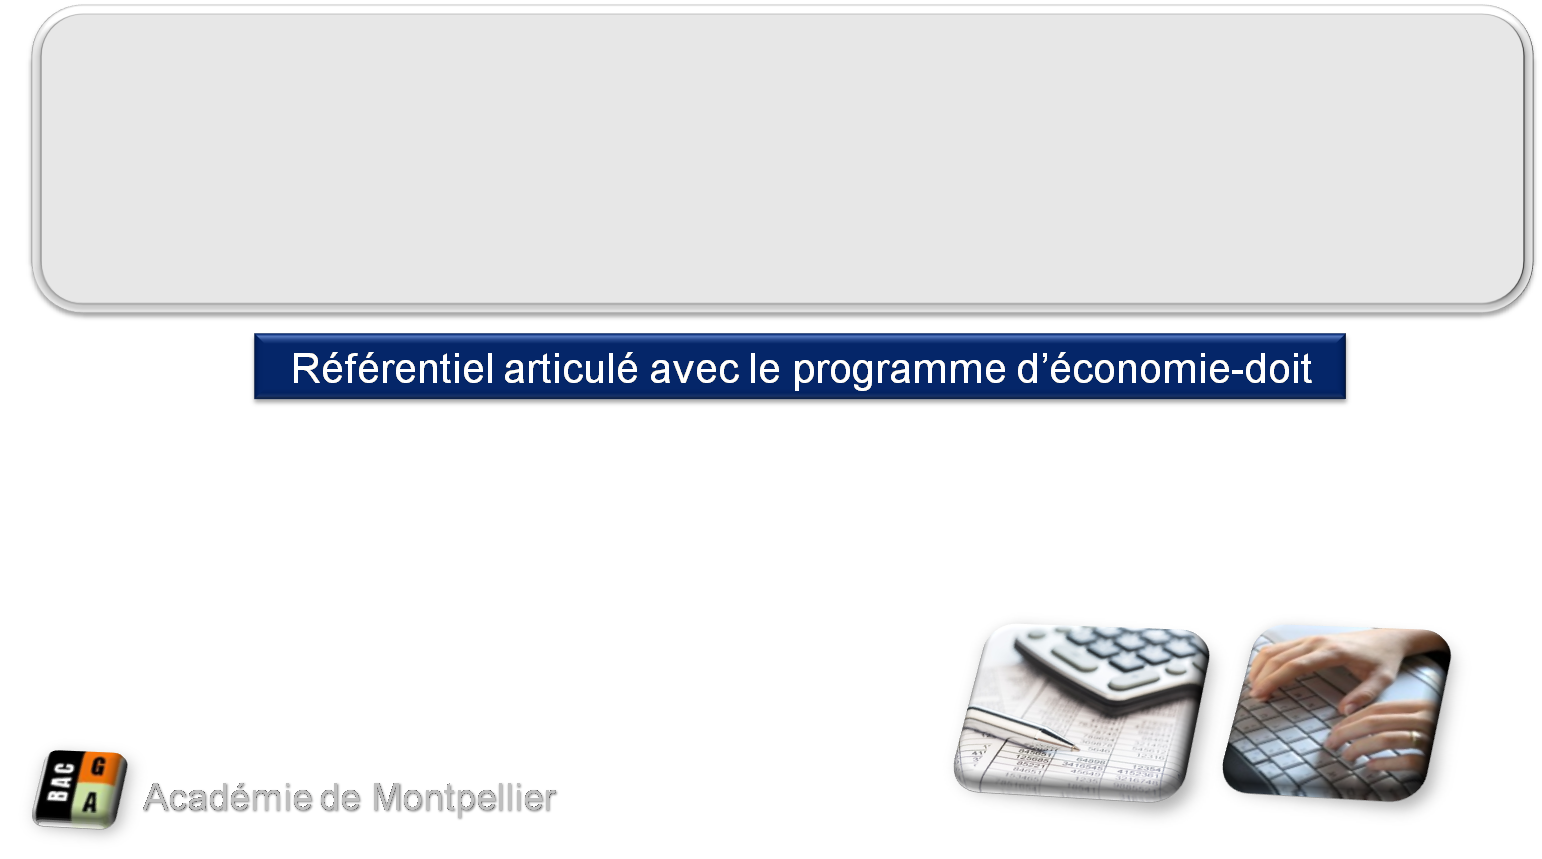 Référentiel articulé avec le programme d’économie-doit
BAC
G
A
Académie de Montpellier